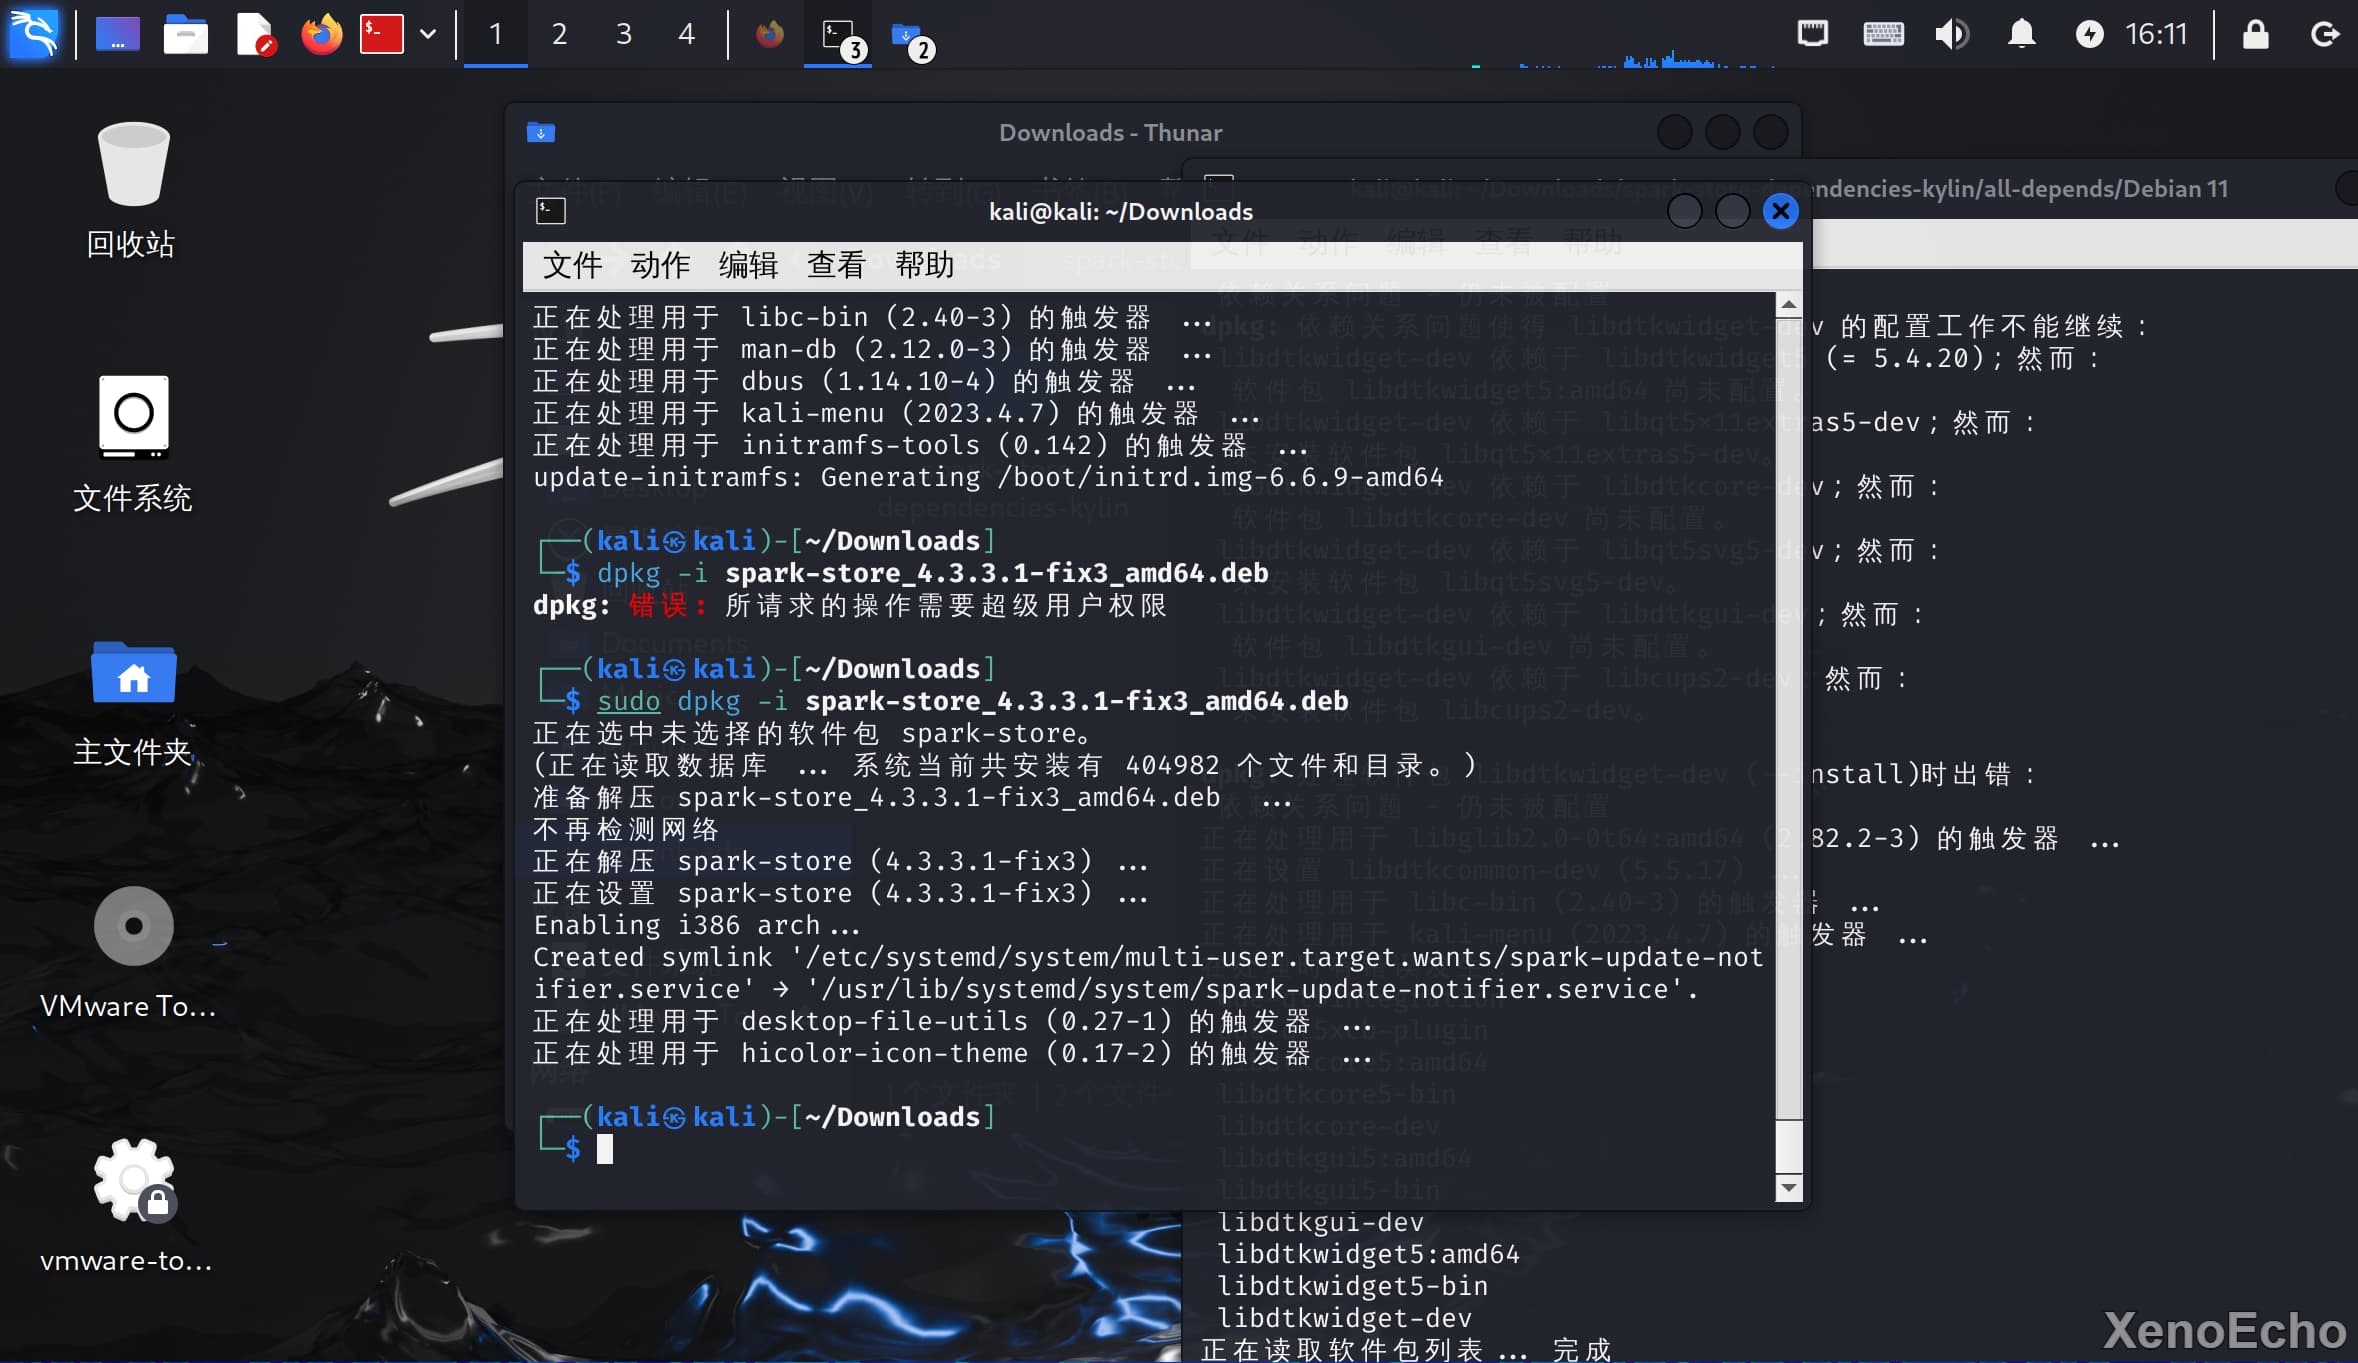 1
2
3
4
3
2
16:11
回收站
文件系统
主文件夹
VMware To...
vmware-to...
Downloads - Thunar
ndencies-kylin/all-depends/Debian 11
kali@kali: ~/Downloads
文件 动作 编辑 查看 帮助
正在处理用于 libc-bin (2.40-3) 的触发器 ...
正在处理用于 man-db (2.12.0-3) 的触发器 ...
正在处理用于 dbus (1.14.10-4) 的触发器 ...
正在处理用于 kali-menu (2023.4.7) 的触发器 ...
正在处理用于 initramfs-tools (0.142) 的触发器 ...
update-initramfs: Generating /boot/initrd.img-6.6.9-amd64
┌──(kali㉿kali)-[~/Downloads]
└─$ dpkg -i spark-store_4.3.3.1-fix3_amd64.deb
dpkg: 错误: 所请求的操作需要超级用户权限
┌──(kali㉿kali)-[~/Downloads]
└─$ sudo dpkg -i spark-store_4.3.3.1-fix3_amd64.deb
正在选中未选择的软件包 spark-store。
(正在读取数据库 ... 系统当前共安装有 404982 个文件和目录。)
准备解压 spark-store_4.3.3.1-fix3_amd64.deb ...
不再检测网络
正在解压 spark-store (4.3.3.1-fix3) ...
正在设置 spark-store (4.3.3.1-fix3) ...
Enabling i386 arch...
Created symlink '/etc/systemd/system/multi-user.target.wants/spark-update-not
ifier.service' → '/usr/lib/systemd/system/spark-update-notifier.service'.
正在处理用于 desktop-file-utils (0.27-1) 的触发器 ...
正在处理用于 hicolor-icon-theme (0.17-2) 的触发器 ...
┌──(kali㉿kali)-[~/Downloads]
└─$
v 的配置工作不能继续:
(= 5.4.20); 然而:
as5-dev; 然而:
v; 然而:
v; 然而:
; 然而:
然而:
nstall)时出错:
82.2-3) 的触发器 ...
...
发器 ...
libdtkgui-dev
libdtkwidget5:amd64
libdtkwidget5-bin
libdtkwidget-dev
正在读取软件包列表... 完成
XenoEcho